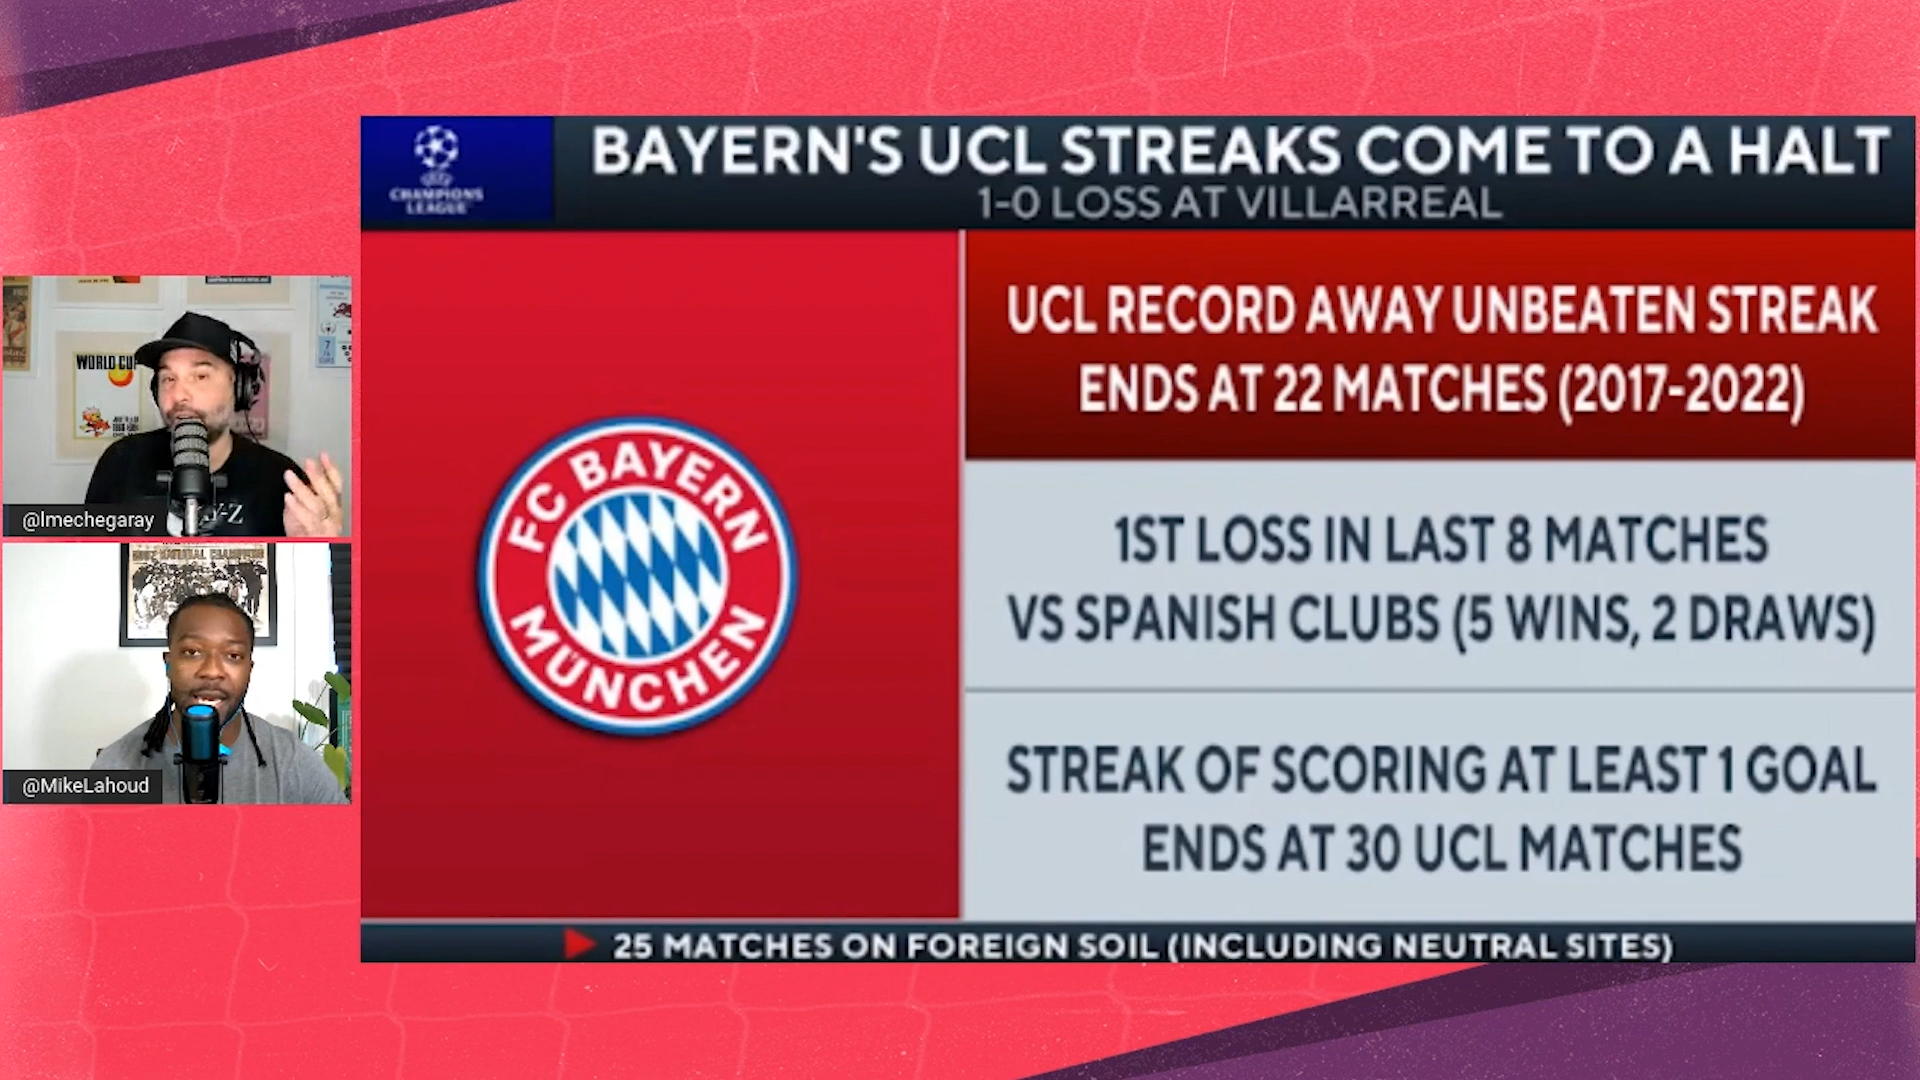 CHAMPIONS
LEAGUE
BAYERN'S UCL STREAKS COME TO A HALT
1-0 LOSS AT VILLARREAL
UCL RECORD AWAY UNBEATEN STREAK
ENDS AT 22 MATCHES (2017-2022)
1ST LOSS IN LAST 8 MATCHES
VS SPANISH CLUBS (5 WINS, 2 DRAWS)
STREAK OF SCORING AT LEAST 1 GOAL
ENDS AT 30 UCL MATCHES
25 MATCHES ON FOREIGN SOIL (INCLUDING NEUTRAL SITES)
FC BAYERN
MÜNCHEN
WORLD CUP
7
@lmechegaray
@MikeLahoud